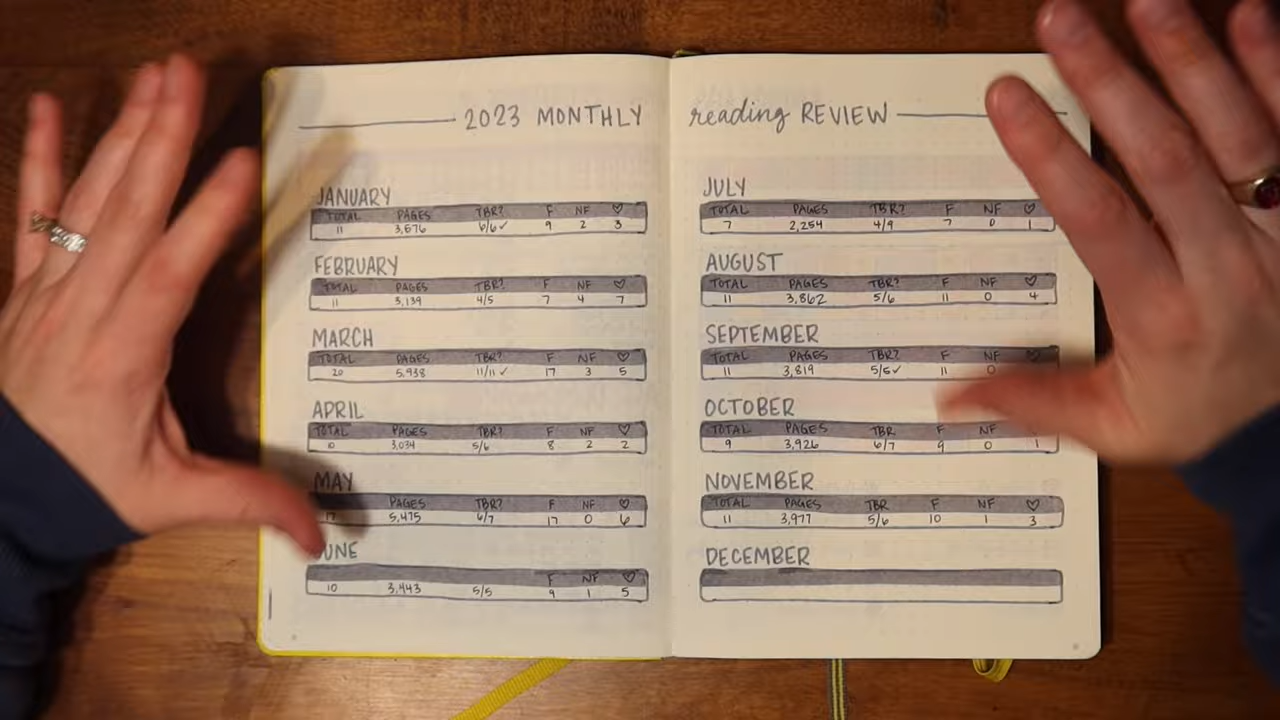 2023 MONTHLY reading REVIEW
JANUARY
TOTAL PAGES TBR? F NF ♡
11 3,676 6/6✓ 9 2 3
FEBRUARY
TOTAL PAGES TBR? F NF ♡
11 3,139 4/5 7 4 7
MARCH
TOTAL PAGES TBR? F NF ♡
20 5,938 11/11✓ 17 3 5
APRIL
TOTAL PAGES TBR? F NF ♡
10 3,034 5/6 8 2 2
MAY
PAGES TBR? F NF ♡
17 5,475 6/7 17 0 6
JUNE
F NF ♡
10 3,443 5/5 9 1 5
JULY
TOTAL PAGES TBR? F NF ♡
7 2,254 4/9 7 0 1
AUGUST
TOTAL PAGES TBR? F NF ♡
11 3,862 5/6 11 0 4
SEPTEMBER
TOTAL PAGES TBR? F NF
11 3,819 11 0
OCTOBER
TOTAL PAGES TBR F NF ♡
9 3,926 6/7 9 0 1
NOVEMBER
TOTAL PAGES TBR F NF ♡
11 3,977 5/6 10 1 3
DECEMBER